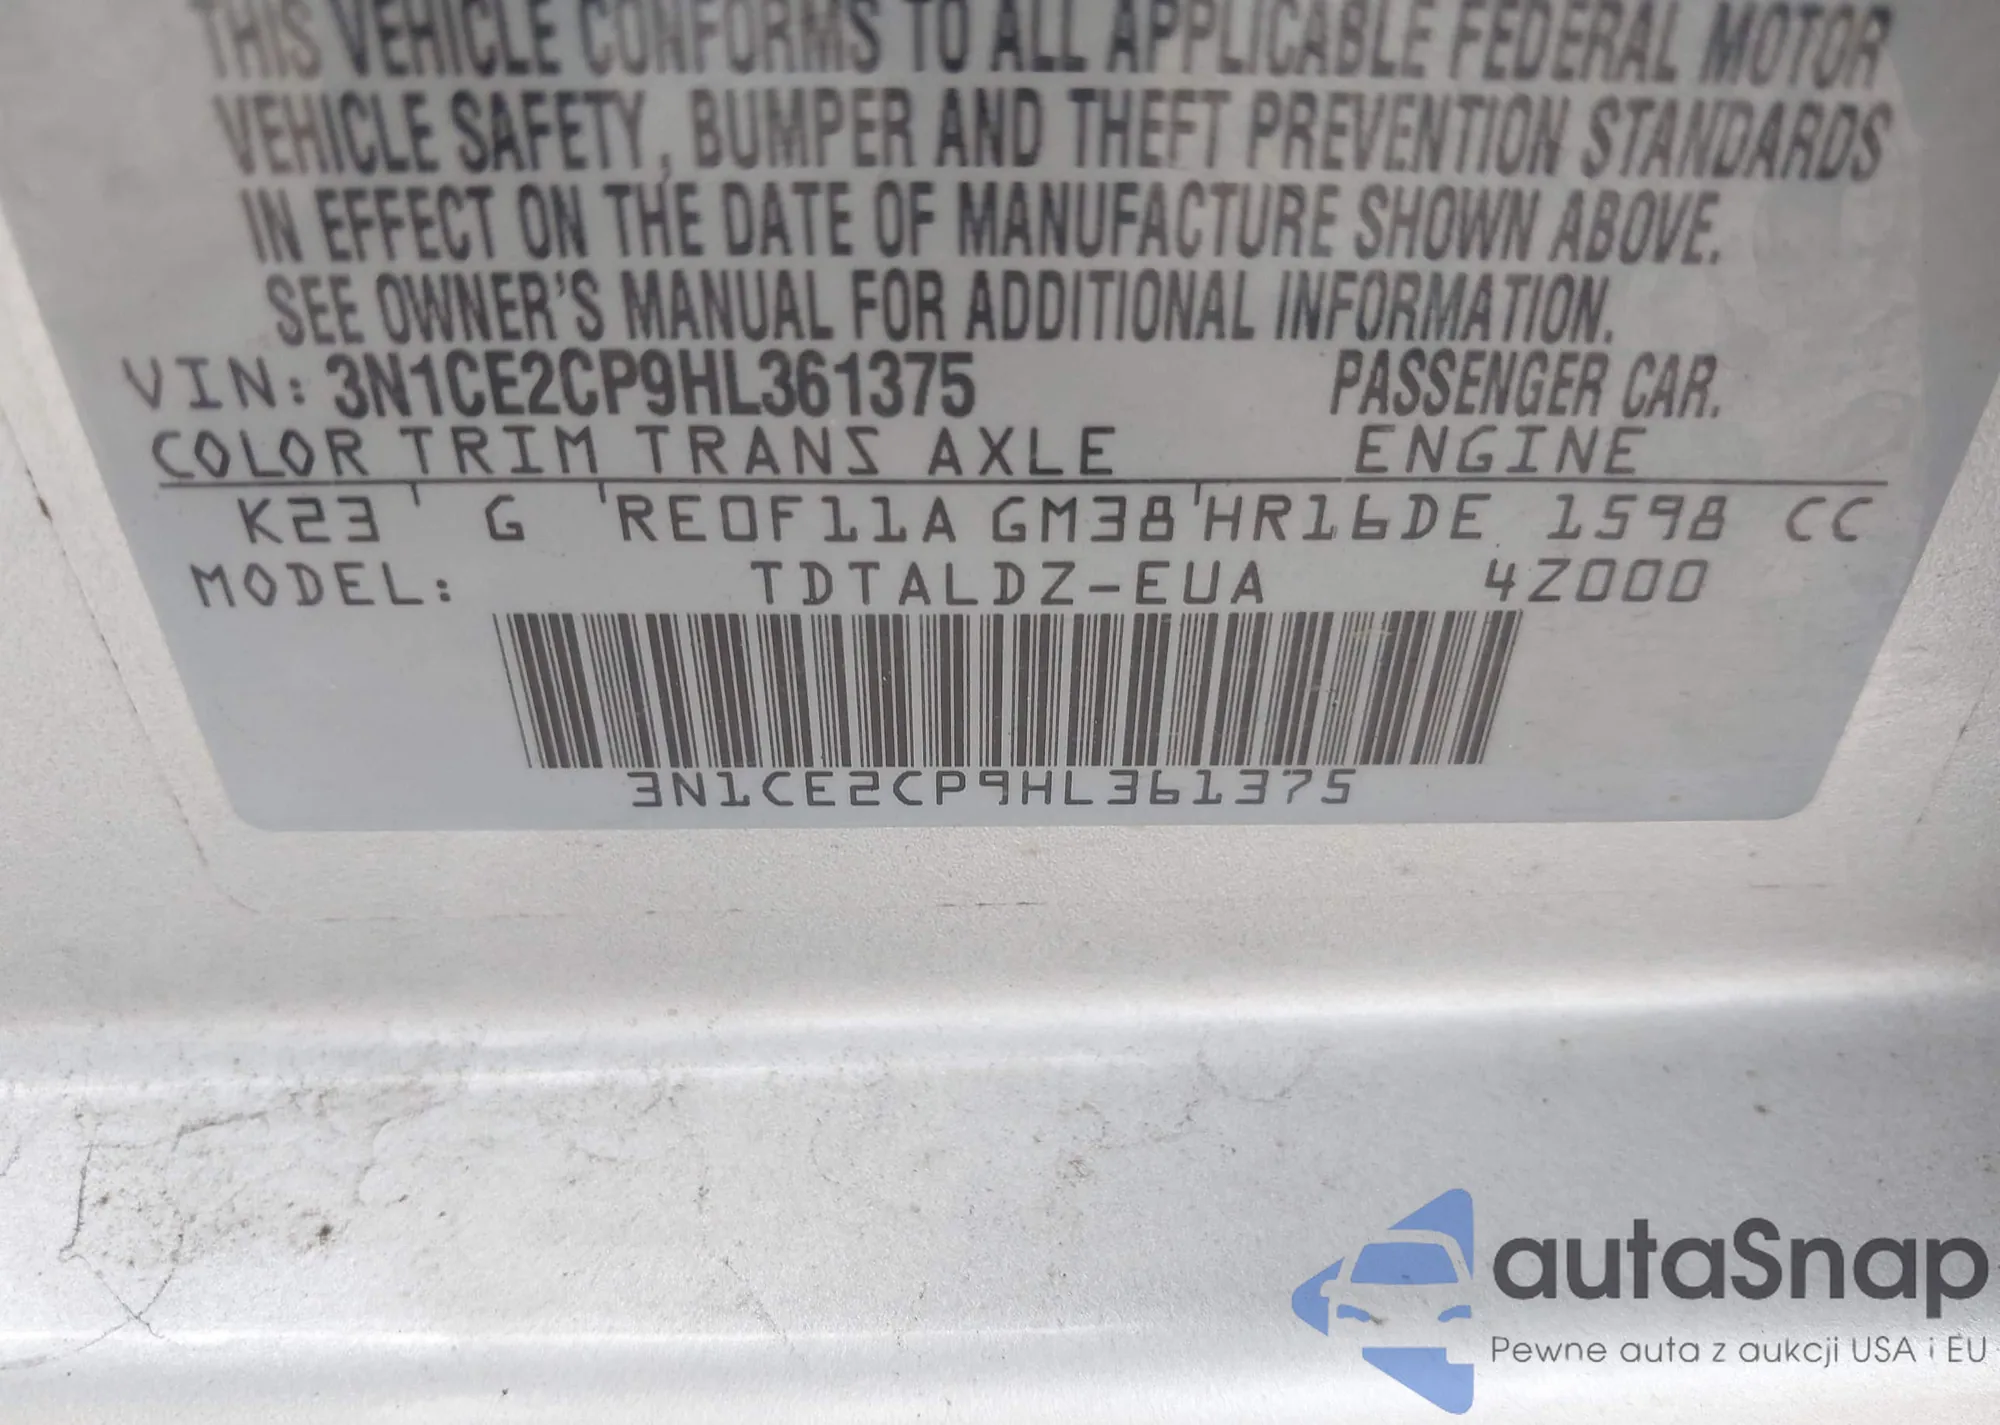 THIS VEHICLE CONFORMS TO ALL APPLICABLE FEDERAL MOTOR
VEHICLE SAFETY, BUMPER AND THEFT PREVENTION STANDARDS
IN EFFECT ON THE DATE OF MANUFACTURE SHOWN ABOVE.
SEE OWNER'S MANUAL FOR ADDITIONAL INFORMATION.
VIN: 3N1CE2CP9HL361375 PASSENGER CAR.
COLOR TRIM TRANS AXLE ENGINE
K23 ' G 'RE0F11A GM38'HR16DE 1598 CC
MODEL: TDTALDZ-EUA 4Z000
3N1CE2CP9HL361375
autaSnap
Pewne auta z aukcji USA i EU